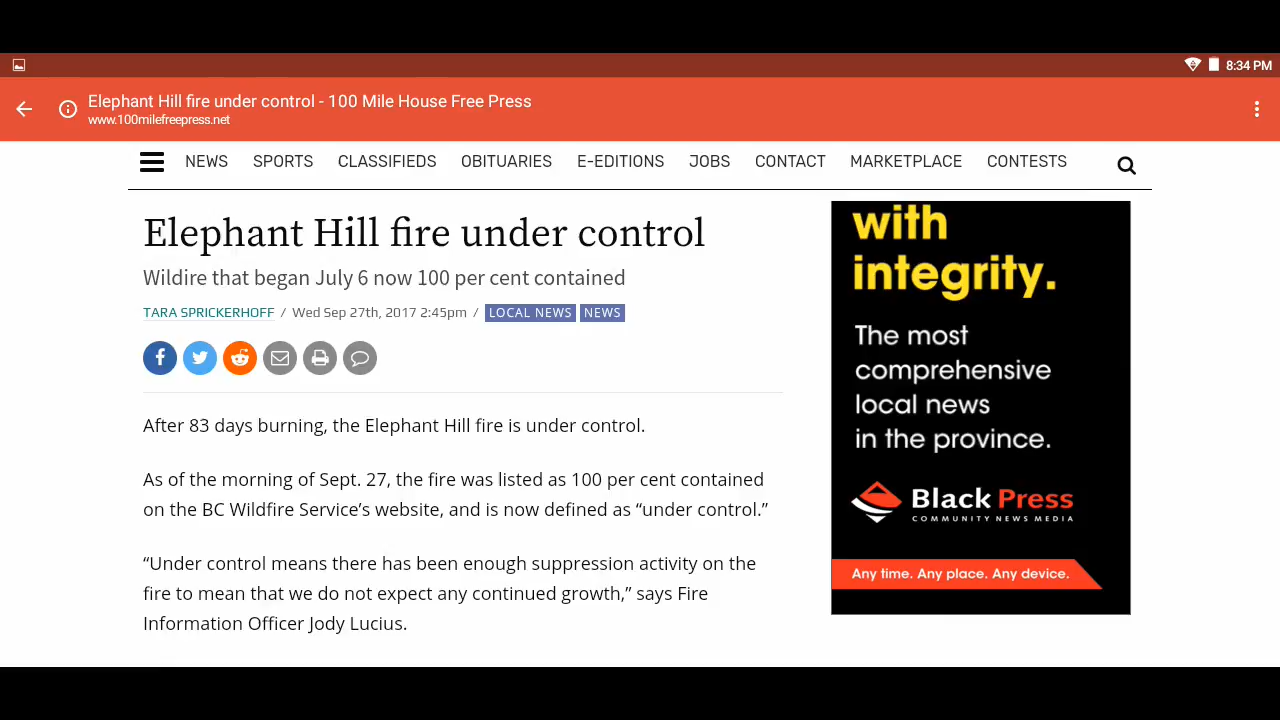 8:34 PM
Elephant Hill fire under control - 100 Mile House Free Press
www.100milefreepress.net
NEWS SPORTS CLASSIFIEDS OBITUARIES E-EDITIONS JOBS CONTACT MARKETPLACE CONTESTS
Elephant Hill fire under control
Wildire that began July 6 now 100 per cent contained
TARA SPRICKERHOFF / Wed Sep 27th, 2017 2:45pm / LOCAL NEWS NEWS
After 83 days burning, the Elephant Hill fire is under control.
As of the morning of Sept. 27, the fire was listed as 100 per cent contained
on the BC Wildfire Service’s website, and is now defined as “under control.”
“Under control means there has been enough suppression activity on the
fire to mean that we do not expect any continued growth,” says Fire
Information Officer Jody Lucius.
with
integrity.
The most
comprehensive
local news
in the province.
Black Press
COMMUNITY NEWS MEDIA
Any time. Any place. Any device.